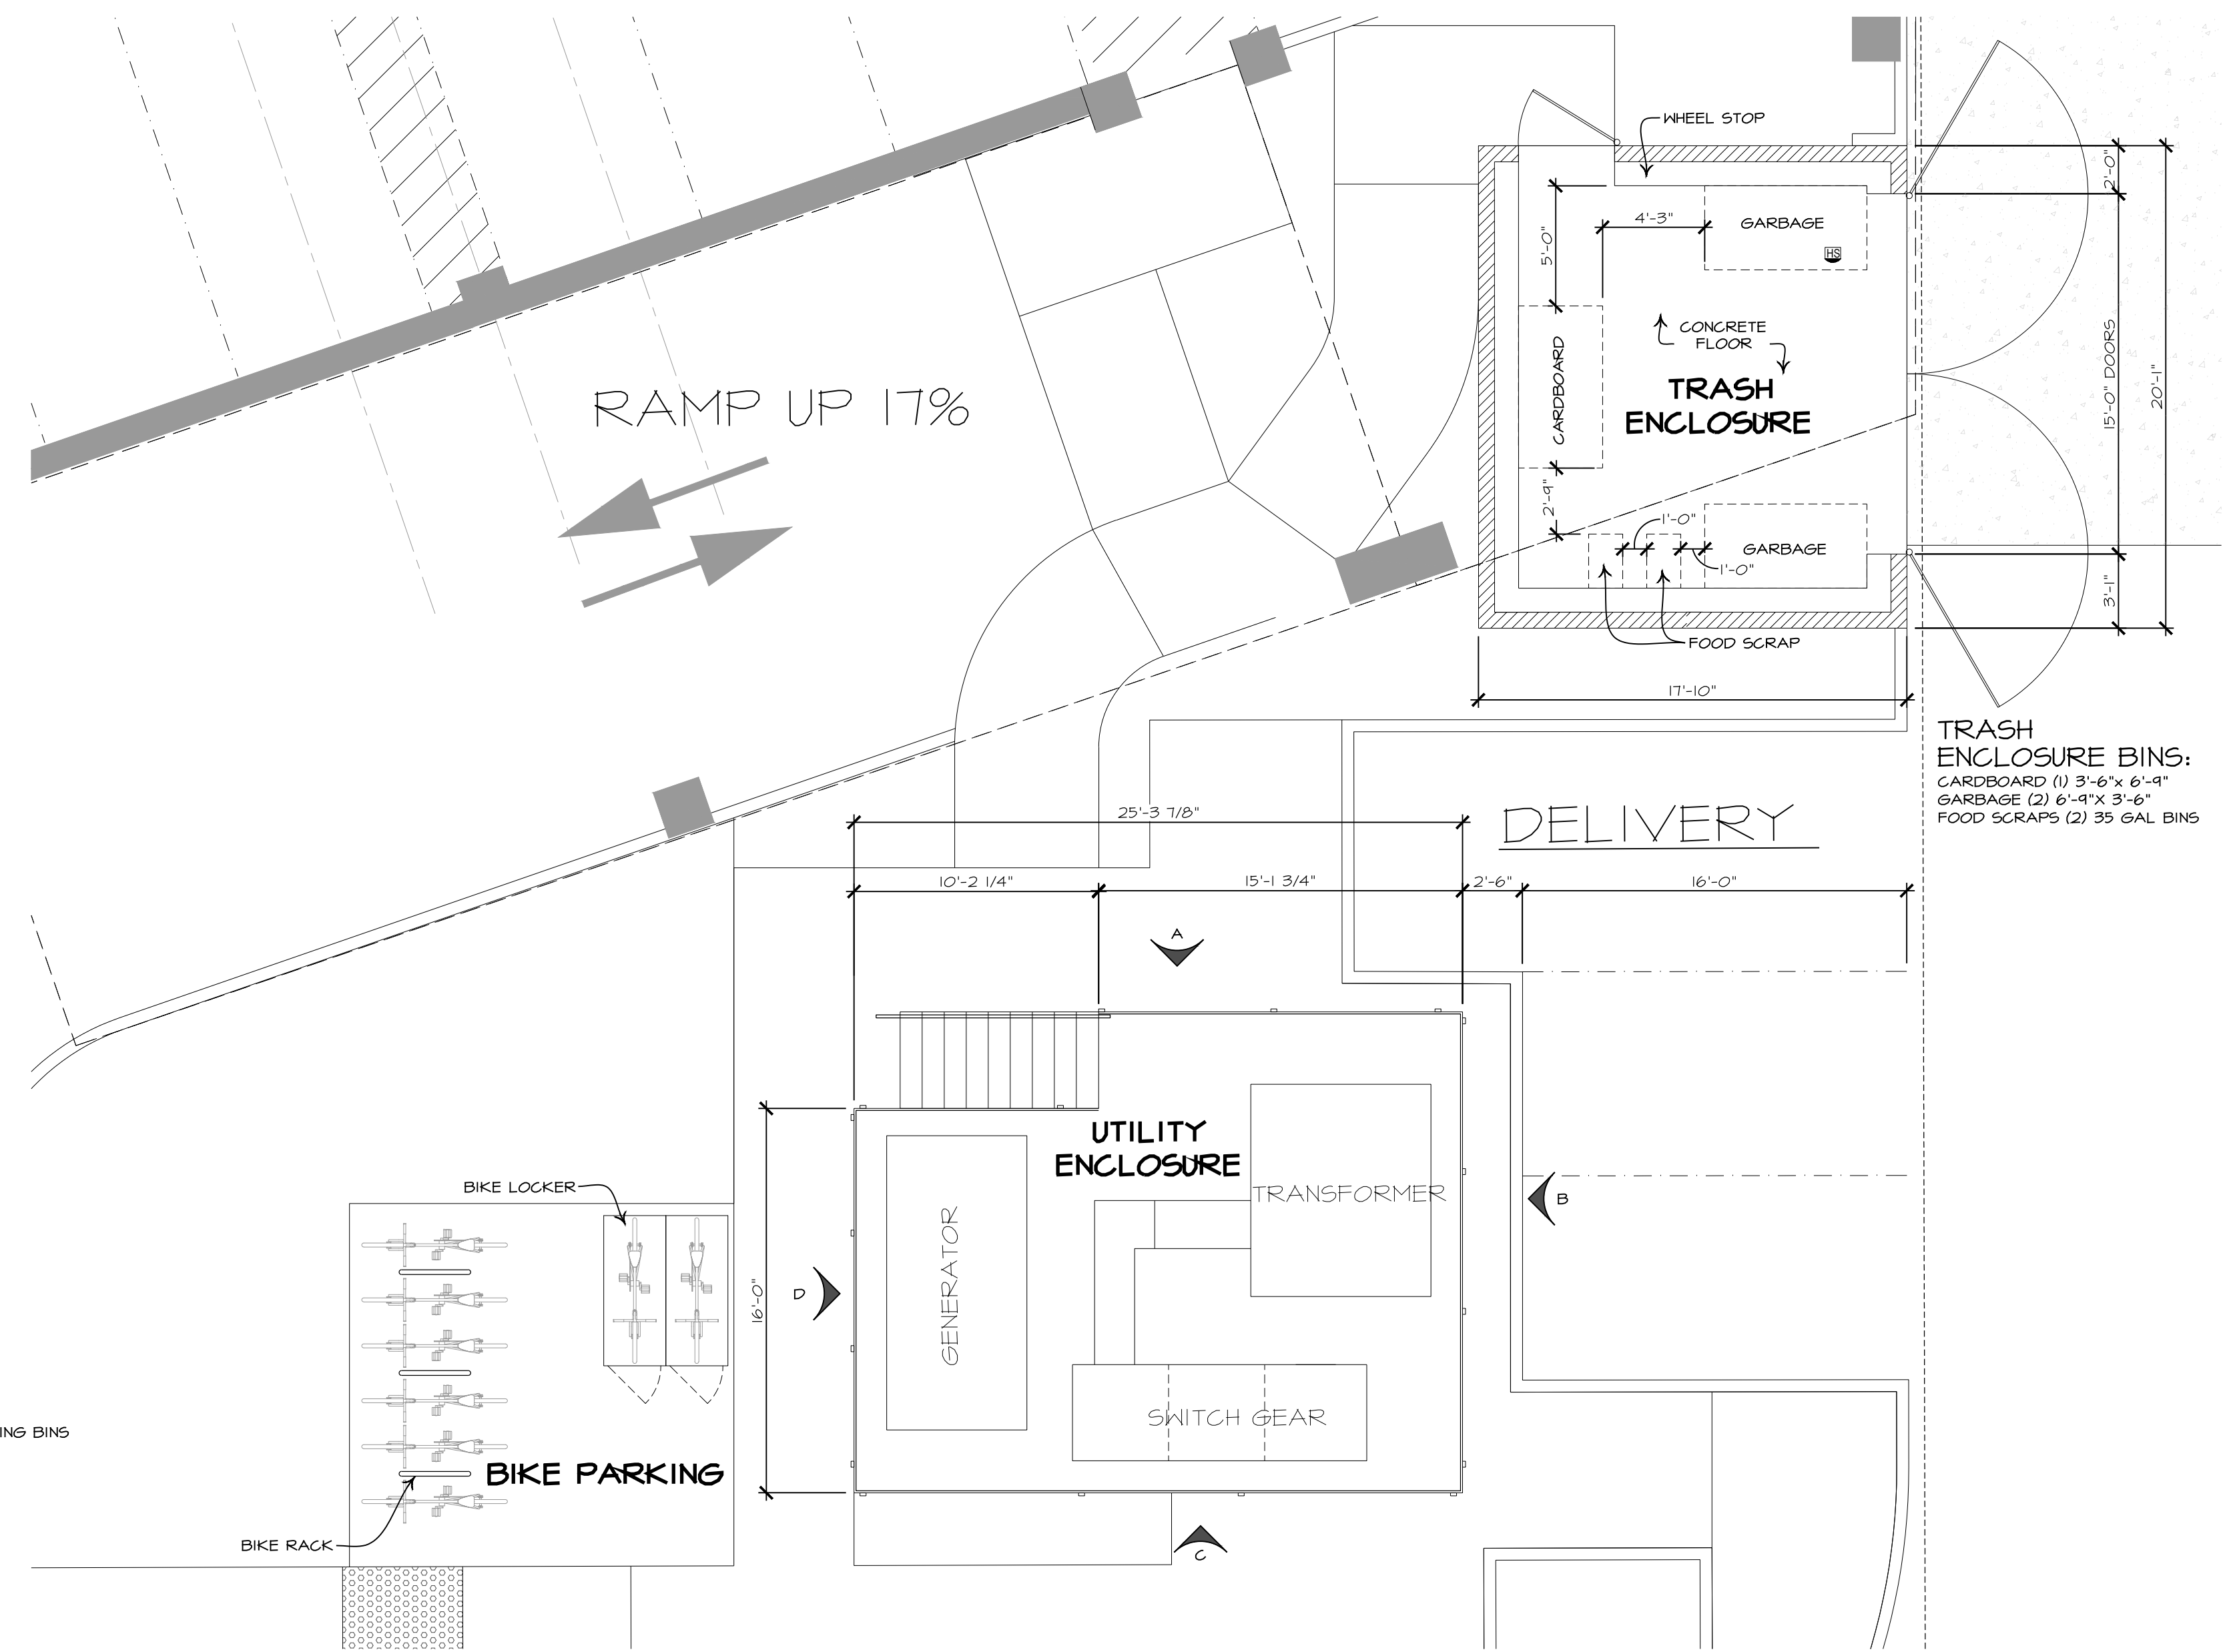 WHEEL STOP
2'-0"
4'-3"
GARBAGE
HS
5'-0"
CONCRETE
FLOOR
CARDBOARD
TRASH
ENCLOSURE
15'-0" DOORS
20'-1"
RAMP UP 17%
2'-9"
1'-0"
GARBAGE
1'-0"
3'-1"
FOOD SCRAP
17'-10"
TRASH
ENCLOSURE BINS:
CARDBOARD (1) 3'-6"x 6'-9"
GARBAGE (2) 6'-9"X 3'-6"
FOOD SCRAPS (2) 35 GAL BINS
DELIVERY
25'-3 7/8"
10'-2 1/4"
15'-1 3/4"
2'-6"
16'-0"
A
UTILITY
ENCLOSURE
TRANSFORMER
B
BIKE LOCKER
GENERATOR
D
16'-0"
SWITCH GEAR
ING BINS
BIKE PARKING
BIKE RACK
C